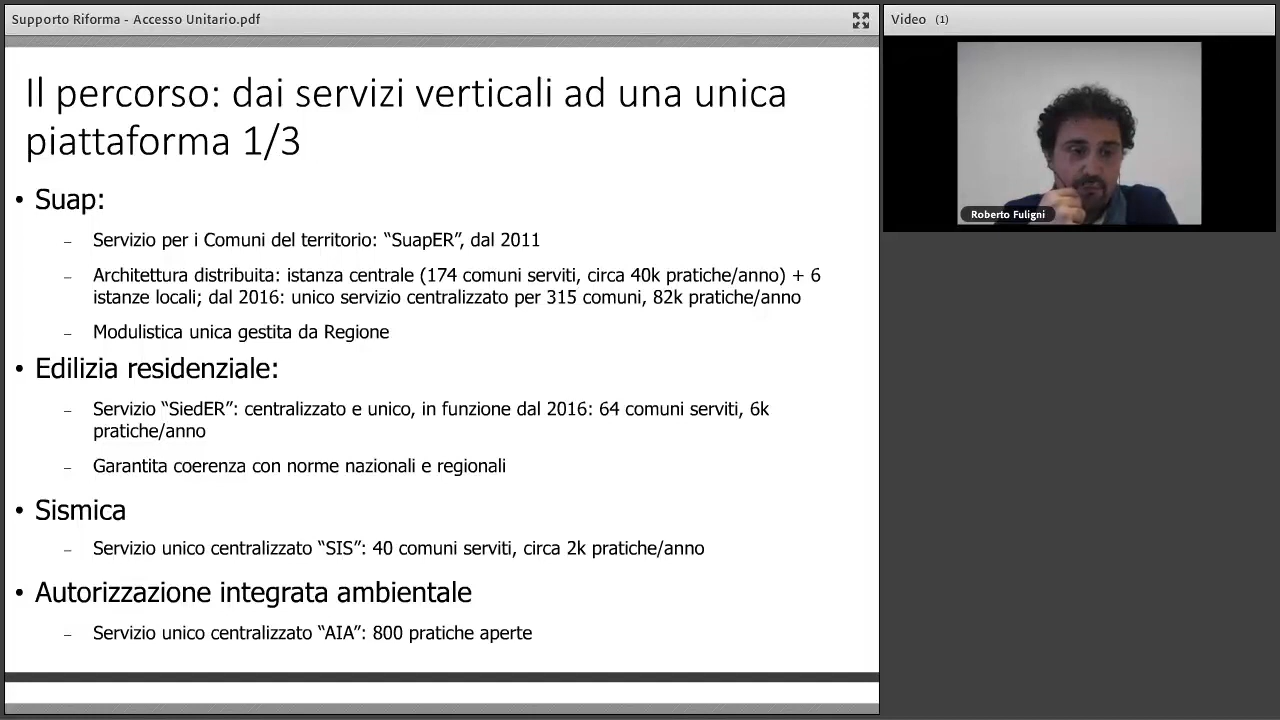 Supporto Riforma - Accesso Unitario.pdf
Video (1)
Il percorso: dai servizi verticali ad una unica
piattaforma 1/3
• Suap:
– Servizio per i Comuni del territorio: “SuapER”, dal 2011
– Architettura distribuita: istanza centrale (174 comuni serviti, circa 40k pratiche/anno) + 6
istanze locali; dal 2016: unico servizio centralizzato per 315 comuni, 82k pratiche/anno
– Modulistica unica gestita da Regione
• Edilizia residenziale:
– Servizio “SiedER”: centralizzato e unico, in funzione dal 2016: 64 comuni serviti, 6k
pratiche/anno
– Garantita coerenza con norme nazionali e regionali
• Sismica
– Servizio unico centralizzato “SIS”: 40 comuni serviti, circa 2k pratiche/anno
• Autorizzazione integrata ambientale
– Servizio unico centralizzato “AIA”: 800 pratiche aperte
Roberto Fuligni